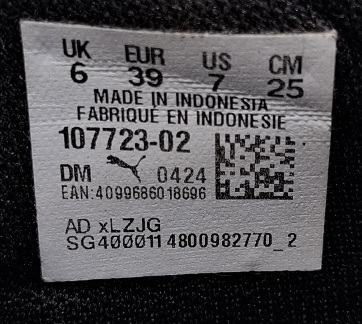 UK EUR US CM
6 39 7 25
MADE IN INDONESIA
FABRIQUE EN INDONESIE
107723-02
DM 0424
EAN:4099686018696
AD xLZJG
SG400011 4800982770_2